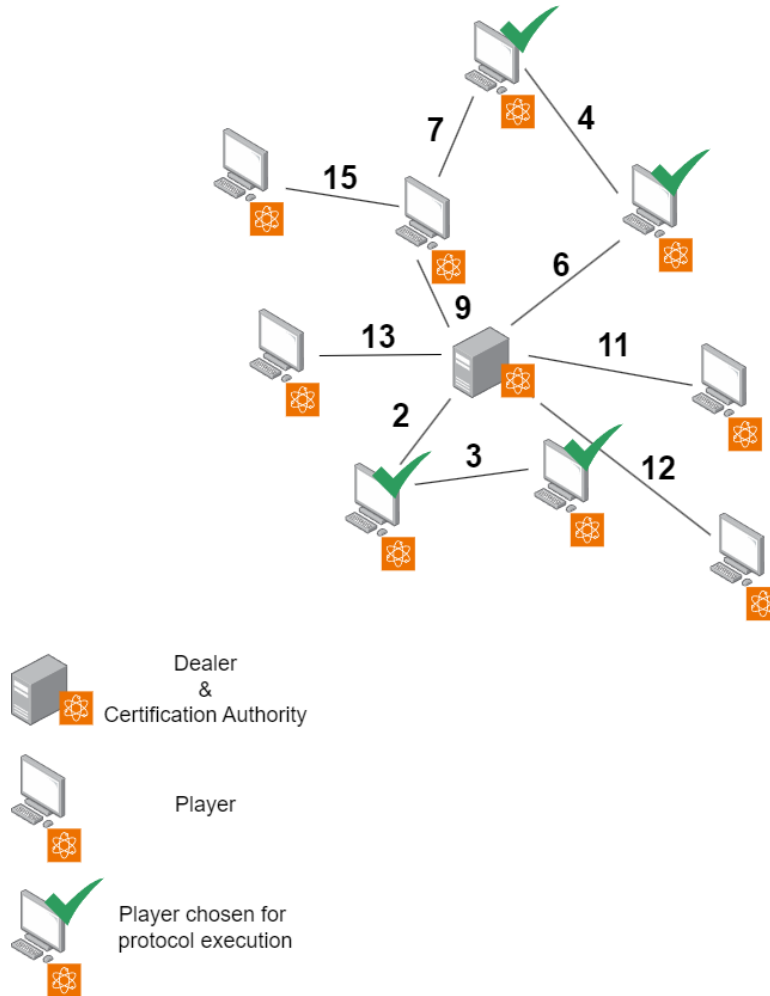 7
4
15
6
9
13
11
2
3
12
Dealer
&
Certification Authority
Player
Player chosen for
protocol execution